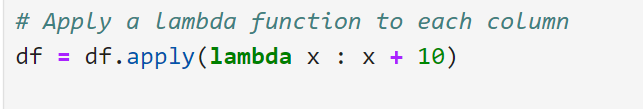 # Apply a lambda function to each column
df = df.apply(lambda x : x + 10)